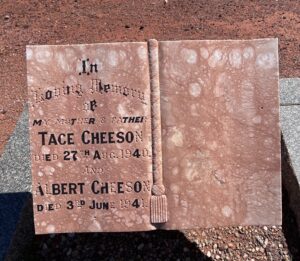 In
Loving Memory
of
MY MOTHER & FATHER
TACE CHEESON
DIED 27TH AUG. 1940.
AND
ALBERT CHEESON
DIED 3RD JUNE 1941.